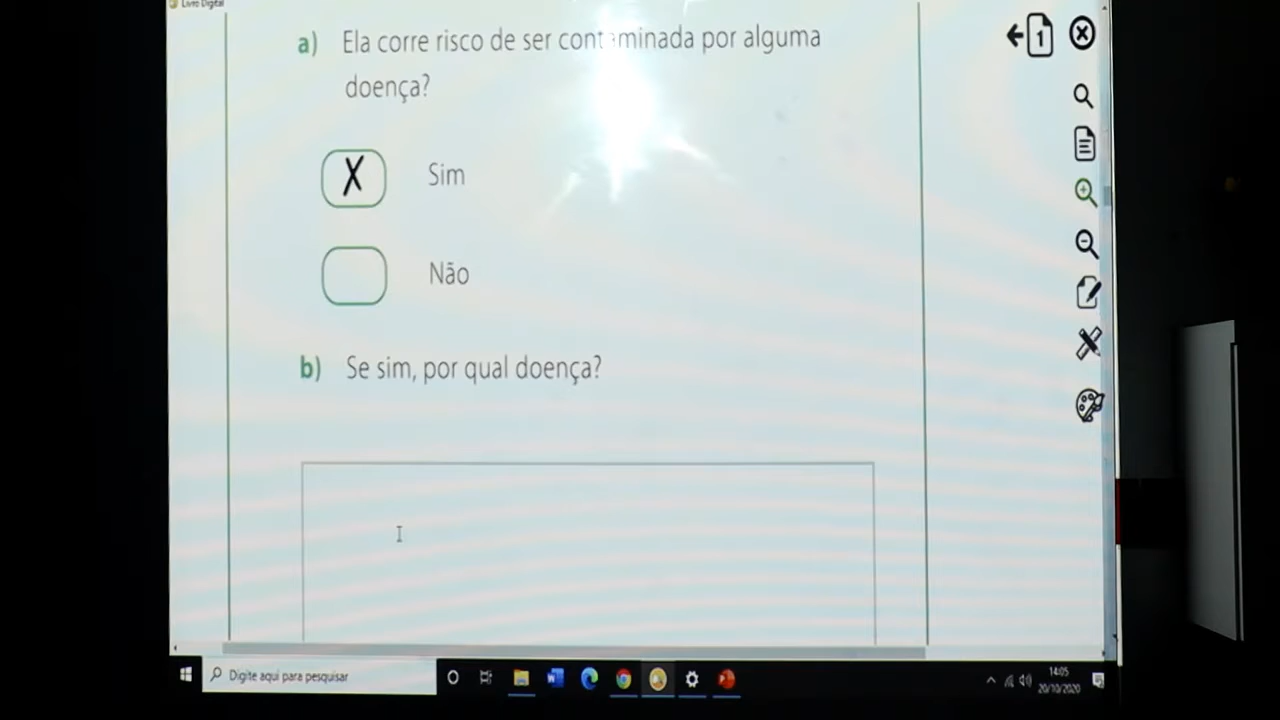 Livro Digital
a) Ela corre risco de ser contaminada por alguma
doença?
X Sim
Não
b) Se sim, por qual doença?
1
Digite aqui para pesquisar
14:05
20/10/2020